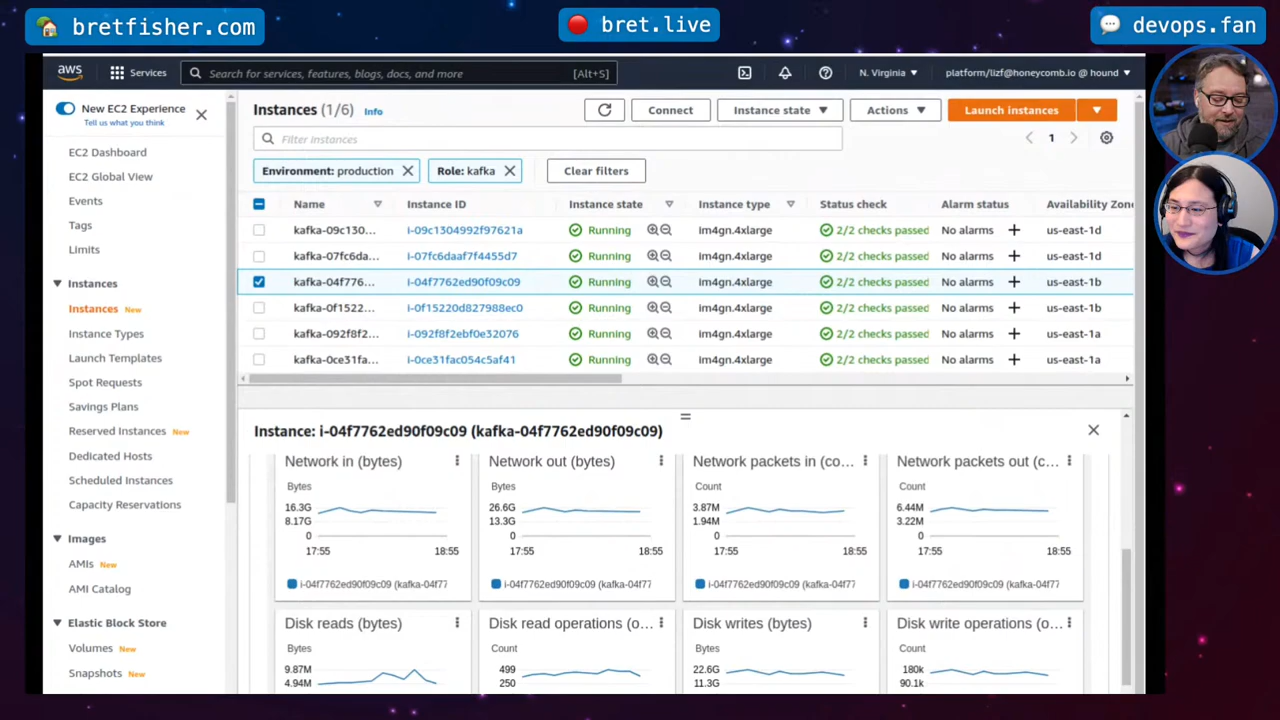 bretfisher.com
bret.live
devops.fan
aws
Services
Search for services, features, blogs, docs, and more
[Alt+S]
N. Virginia
platform/lizf@honeycomb.io @ hound
New EC2 Experience
Tell us what you think
EC2 Dashboard
EC2 Global View
Events
Tags
Limits
Instances
Instances New
Instance Types
Launch Templates
Spot Requests
Savings Plans
Reserved Instances New
Dedicated Hosts
Scheduled Instances
Capacity Reservations
Images
AMIs New
AMI Catalog
Elastic Block Store
Volumes New
Snapshots New
Instances (1/6) Info
Connect
Instance state
Actions
Launch instances
Filter instances
1
Environment: production
Role: kafka
Clear filters
Name Instance ID Instance state Instance type Status check Alarm status Availability Zone
kafka-09c130... i-09c1304992f97621a Running im4gn.4xlarge 2/2 checks passed No alarms us-east-1d
kafka-07fc6da... i-07fc6daaf7f4455d7 Running im4gn.4xlarge 2/2 checks passed No alarms us-east-1d
kafka-04f776... i-04f7762ed90f09c09 Running im4gn.4xlarge 2/2 checks passed No alarms us-east-1b
kafka-0f1522... i-0f15220d827988ec0 Running im4gn.4xlarge 2/2 checks passed No alarms us-east-1b
kafka-092f8f2... i-092f8f2ebf0e32076 Running im4gn.4xlarge 2/2 checks passed No alarms us-east-1a
kafka-0ce31fa... i-0ce31fac054c5af41 Running im4gn.4xlarge 2/2 checks passed No alarms us-east-1a
Instance: i-04f7762ed90f09c09 (kafka-04f7762ed90f09c09)
Network in (bytes)
Bytes
16.3G
8.17G
0
17:55 18:55
i-04f7762ed90f09c09 (kafka-04f77
Network out (bytes)
Bytes
26.6G
13.3G
0
17:55 18:55
i-04f7762ed90f09c09 (kafka-04f77
Network packets in (co...
Count
3.87M
1.94M
0
17:55 18:55
i-04f7762ed90f09c09 (kafka-04f77
Network packets out (c...
Count
6.44M
3.22M
0
17:55 18:55
i-04f7762ed90f09c09 (kafka-04f77
Disk reads (bytes)
Bytes
9.87M
4.94M
Disk read operations (o...
Count
499
250
Disk writes (bytes)
Bytes
22.6G
11.3G
Disk write operations (o...
Count
180k
90.1k